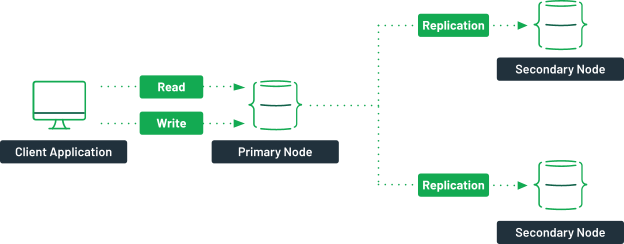 Replication
Secondary Node
Read
Write
Client Application
Primary Node
Replication
Secondary Node